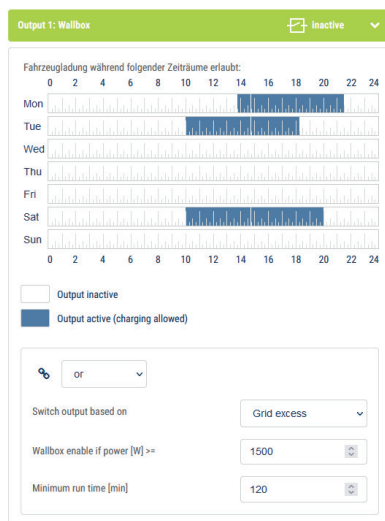 Output 1: Wallbox inactive
Fahrzeugladung während folgender Zeiträume erlaubt:
0 2 4 6 8 10 12 14 16 18 20 22 24
Mon
Tue
Wed
Thu
Fri
Sat
Sun
0 2 4 6 8 10 12 14 16 18 20 22 24
Output inactive
Output active (charging allowed)
or
Switch output based on Grid excess
Wallbox enable if power [W] >= 1500
Minimum run time [min] 120